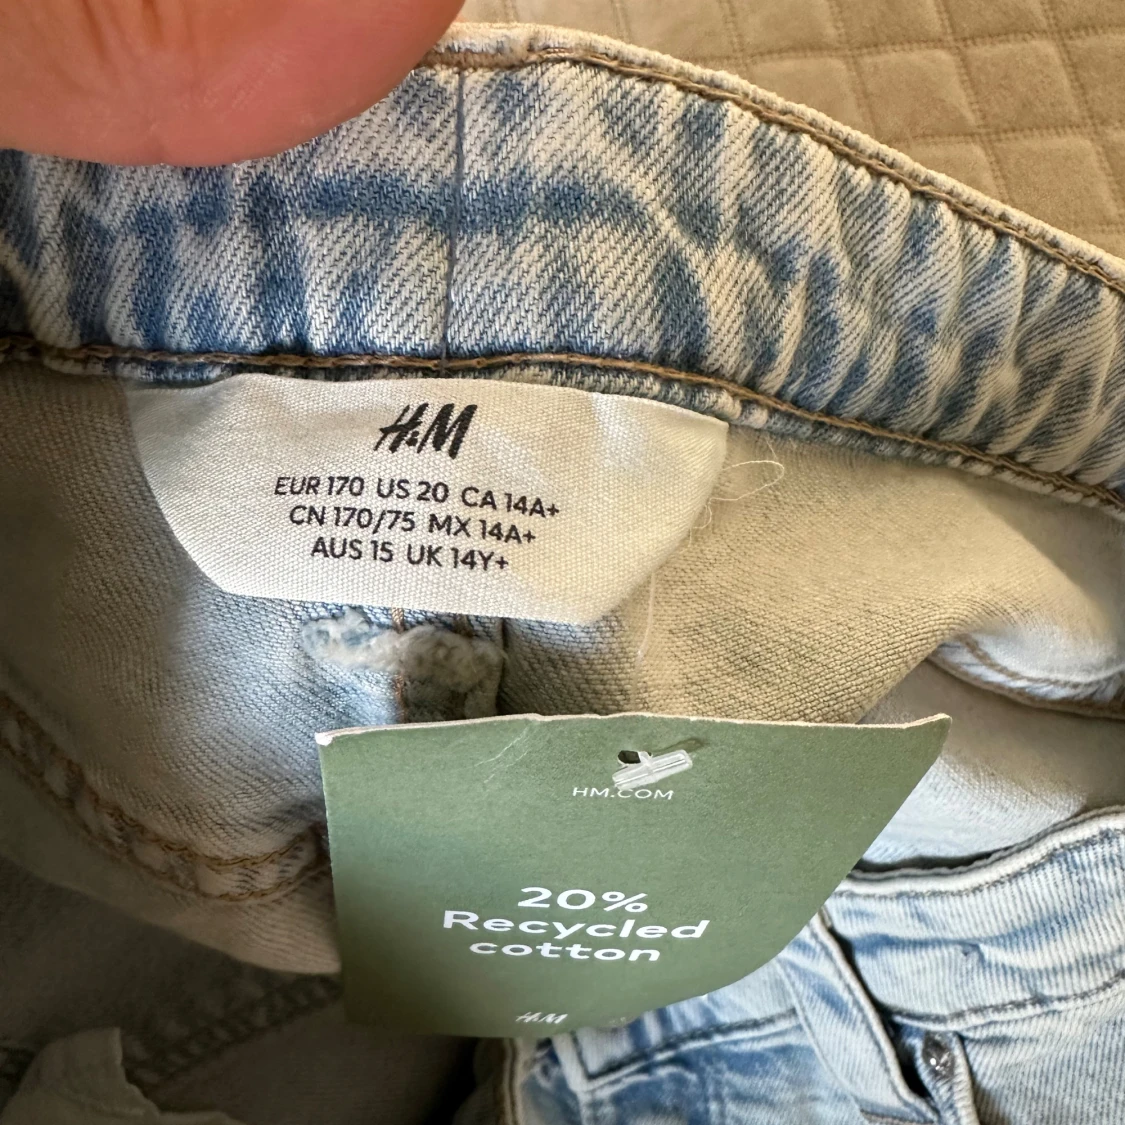 H&M
EUR 170 US 20 CA 14A+
CN 170/75 MX 14A+
AUS 15 UK 14Y+
HM.COM
20%
Recycled
cotton
H&M